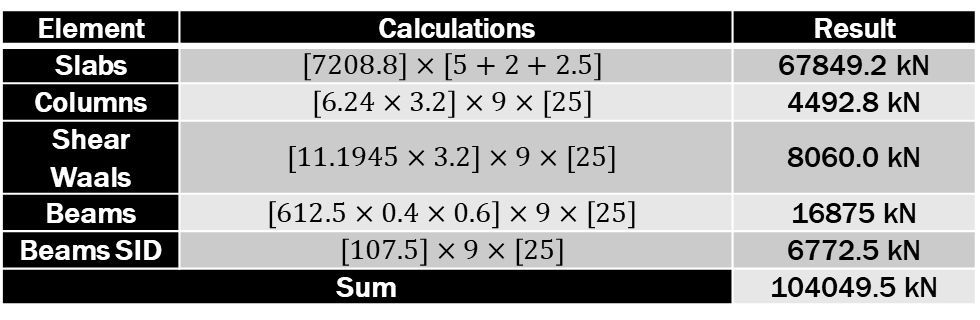 Element Calculations Result
Slabs [7208.8] × [5 + 2 + 2.5] 67849.2 kN
Columns [6.24 × 3.2] × 9 × [25] 4492.8 kN
Shear
Waals [11.1945 × 3.2] × 9 × [25] 8060.0 kN
Beams [612.5 × 0.4 × 0.6] × 9 × [25] 16875 kN
Beams SID [107.5] × 9 × [25] 6772.5 kN
Sum 104049.5 kN